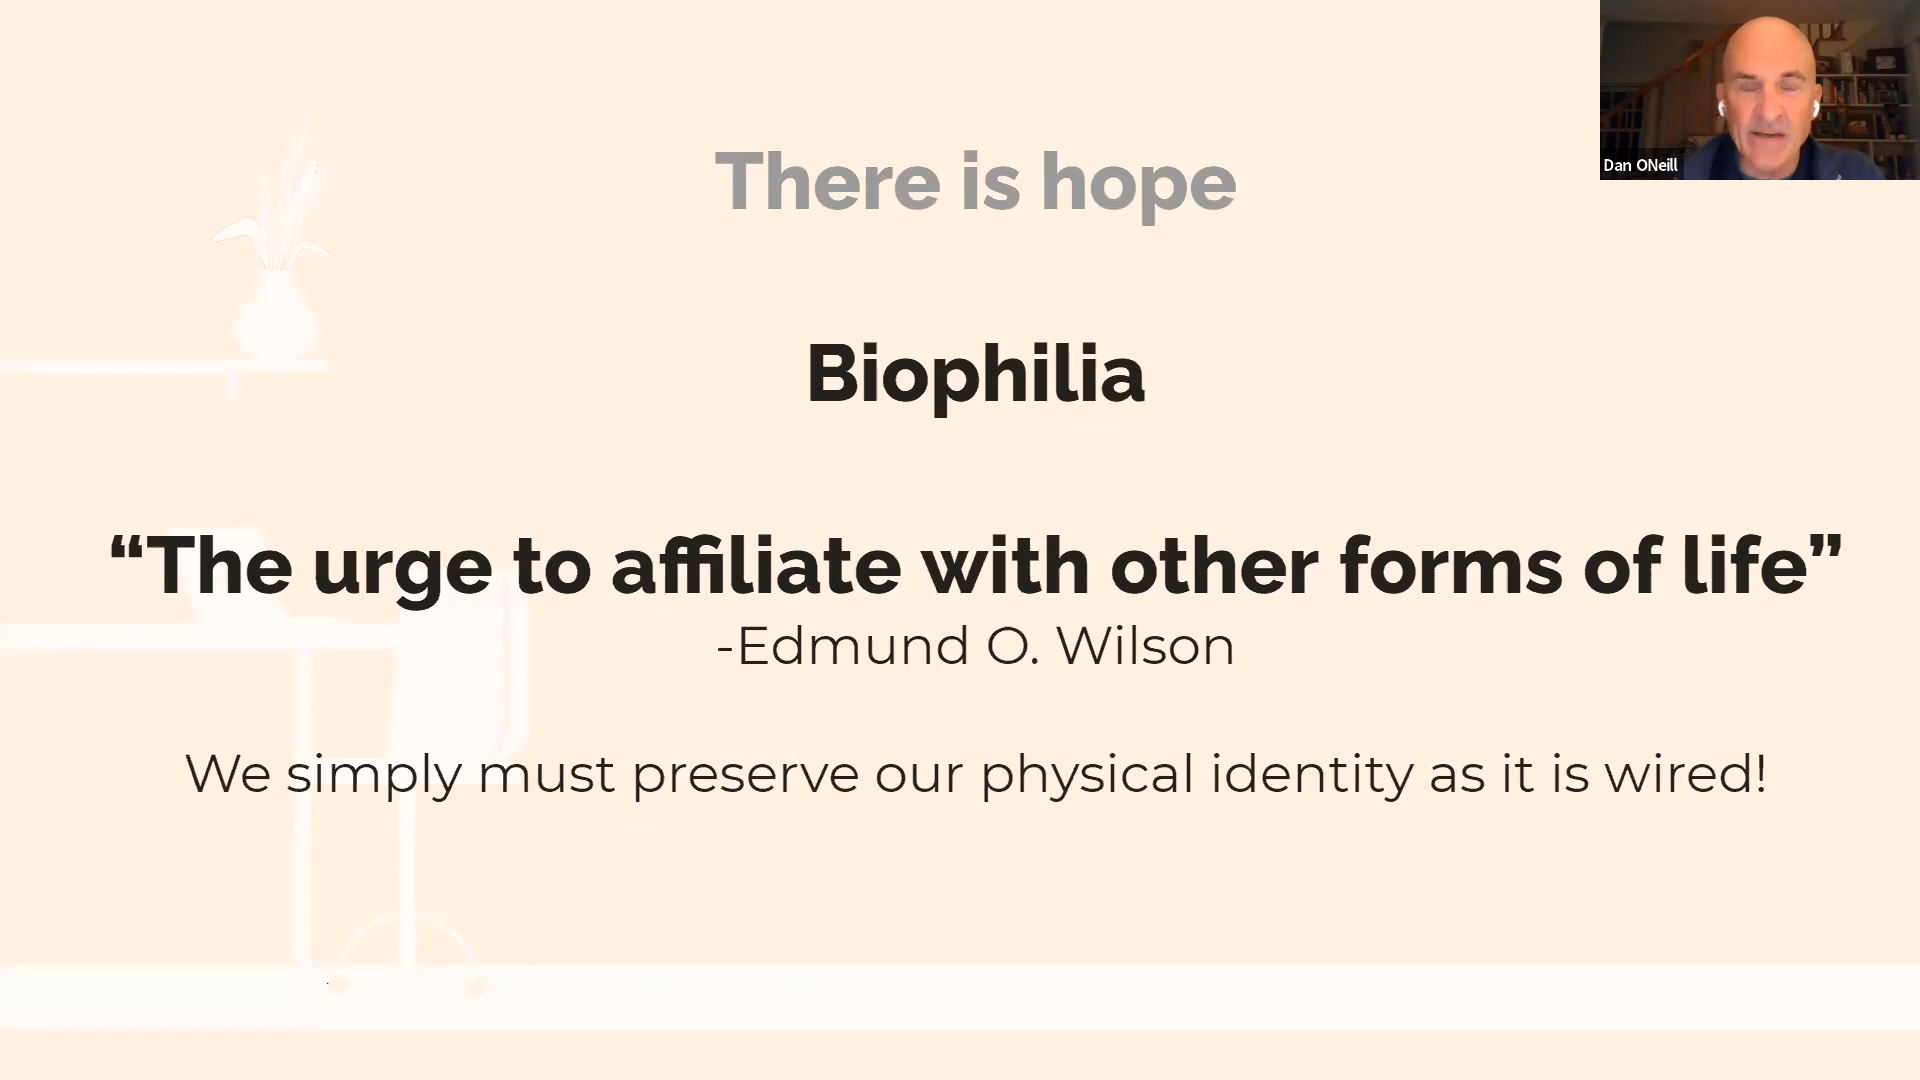 Dan ONeill
There is hope
Biophilia
“The urge to affiliate with other forms of life”
-Edmund O. Wilson
We simply must preserve our physical identity as it is wired!